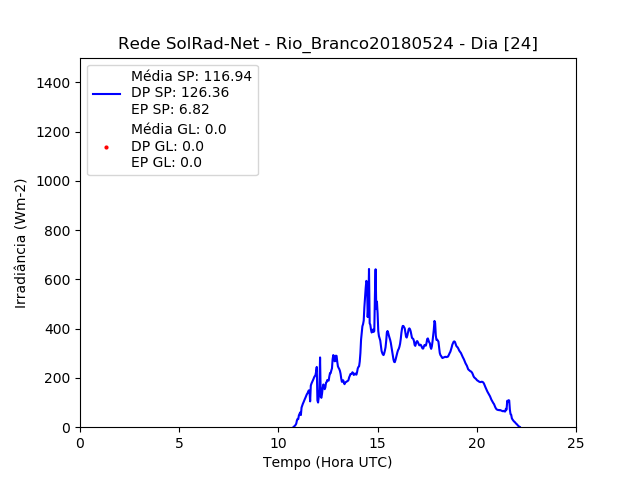 Rede SolRad-Net - Rio_Branco20180524 - Dia [24]
Média SP: 116.94
DP SP: 126.36
EP SP: 6.82
Média GL: 0.0
DP GL: 0.0
EP GL: 0.0
Irradiância (Wm-2)
1400
1200
1000
800
600
400
200
0
0 5 10 15 20 25
Tempo (Hora UTC)